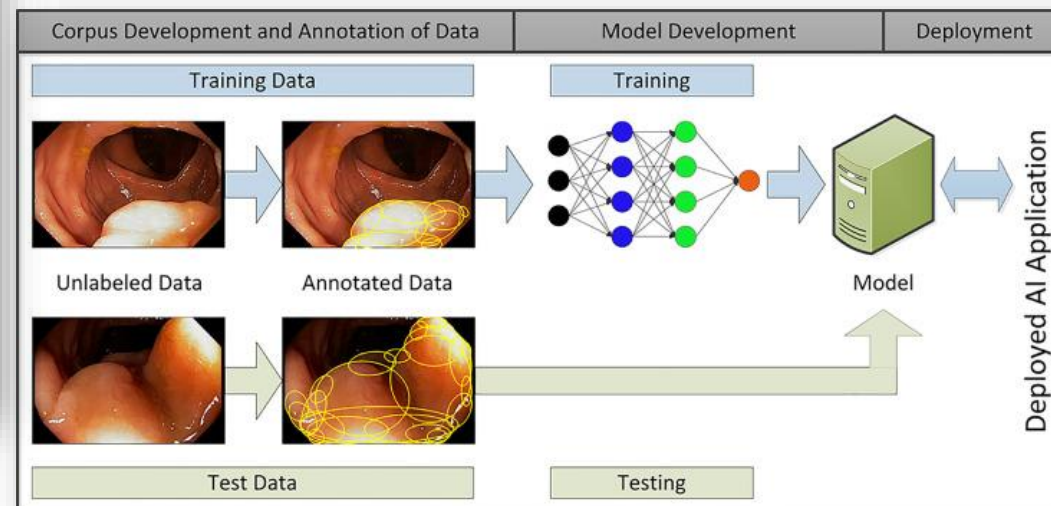 Corpus Development and Annotation of Data
Model Development
Deployment
Training Data
Training
Unlabeled Data
Annotated Data
Model
Deployed AI Application
Test Data
Testing